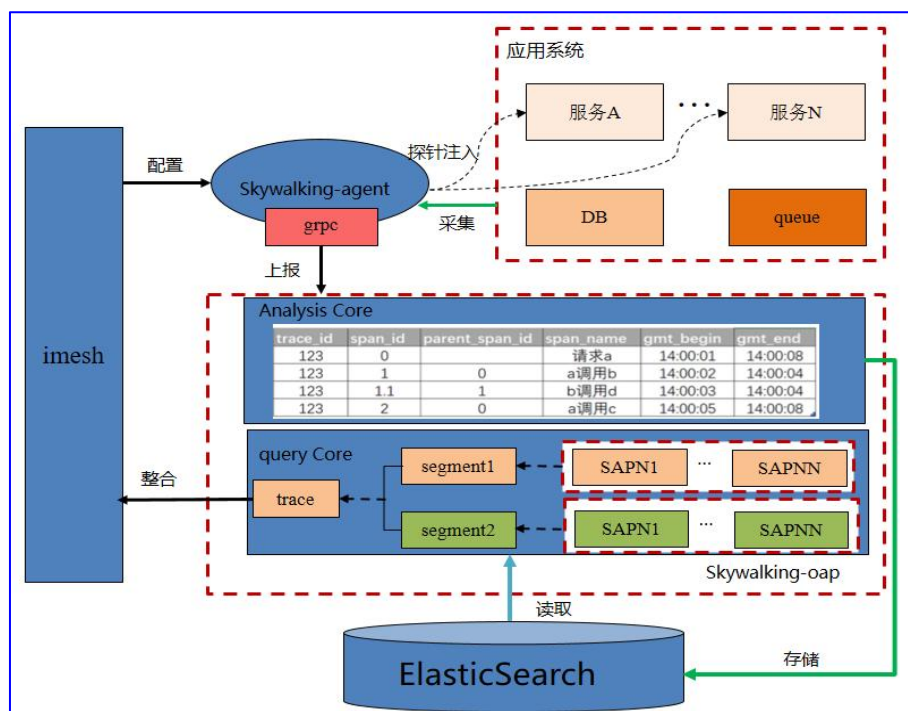 应用系统
服务A
• • •
服务N
探针注入
配置
Skywalking-agent
grpc
采集
DB
queue
上报
imesh
Analysis Core
trace_id span_id parent_span_id span_name gmt_begin gmt_end
123 0 请求a 14:00:01 14:00:08
123 1 0 a调用b 14:00:02 14:00:04
123 1.1 1 b调用d 14:00:03 14:00:04
123 2 0 a调用c 14:00:05 14:00:08
query Core
segment1
SAPN1
...
SAPNN
整合
trace
segment2
SAPN1
...
SAPNN
Skywalking-oap
读取
存储
ElasticSearch